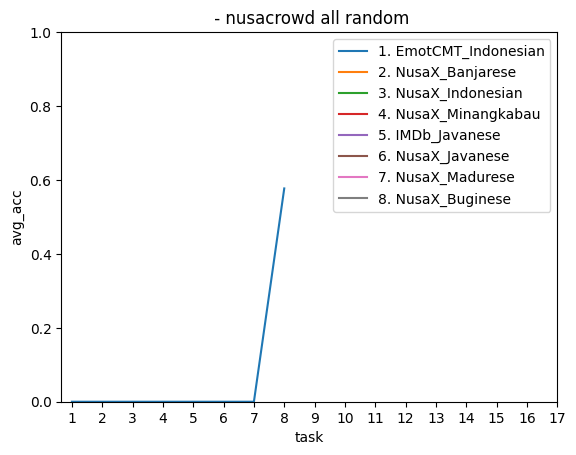 - nusacrowd all random
1.0
0.8
0.6
0.4
0.2
0.0
avg_acc
1. EmotCMT_Indonesian
2. NusaX_Banjarese
3. NusaX_Indonesian
4. NusaX_Minangkabau
5. IMDb_Javanese
6. NusaX_Javanese
7. NusaX_Madurese
8. NusaX_Buginese
1 2 3 4 5 6 7 8 9 10 11 12 13 14 15 16 17
task